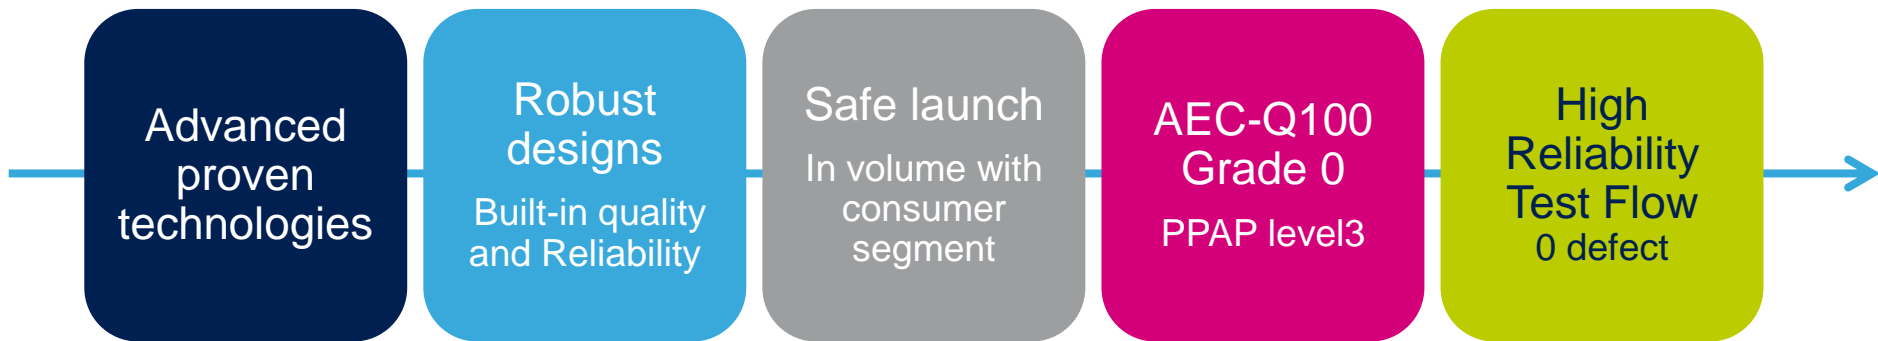 Advanced
proven
technologies
Robust
designs
Built-in quality
and Reliability
Safe launch
In volume with
consumer
segment
AEC-Q100
Grade 0
PPAP level3
High
Reliability
Test Flow
0 defect